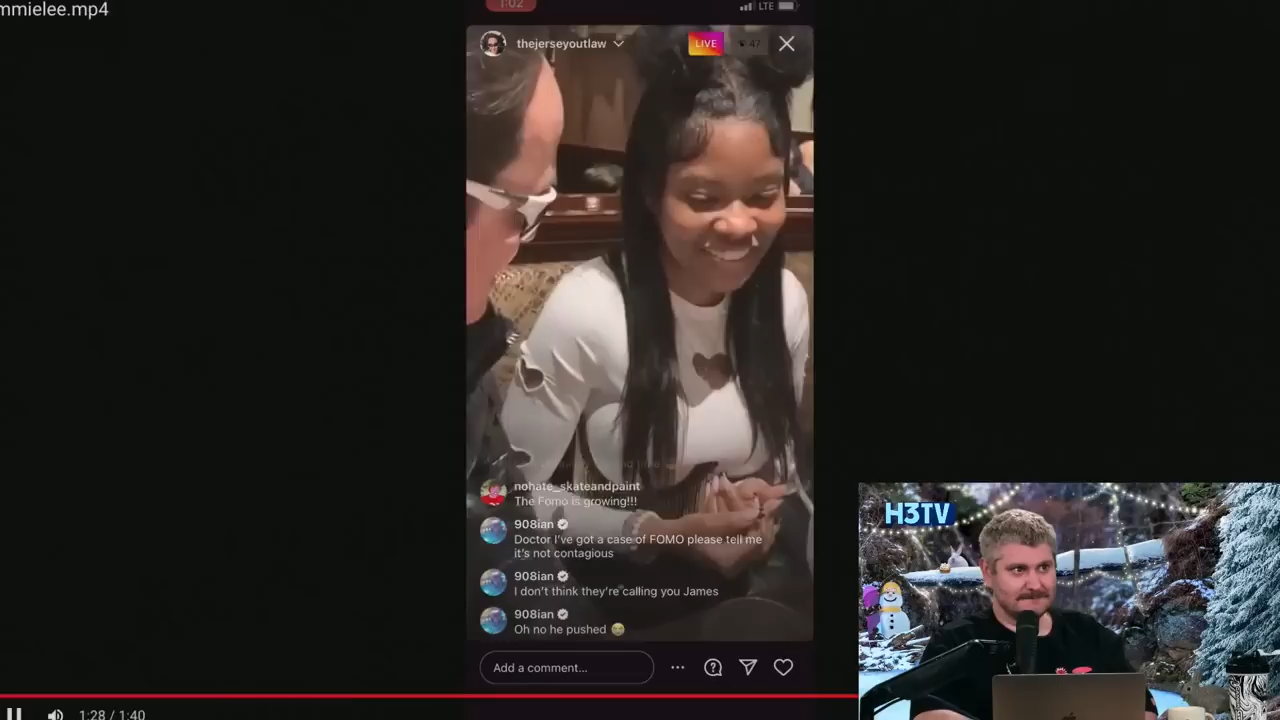 mmielee.mp4
1:02
LTE
thejerseyoutlaw
LIVE
47
nohate_skateandpaint
The Fomo is growing!!!
908ian
Doctor I've got a case of FOMO please tell me
it's not contagious
908ian
I don't think they're calling you James
908ian
Oh no he pushed 😂
Add a comment...
H3TV
1:28 / 1:40